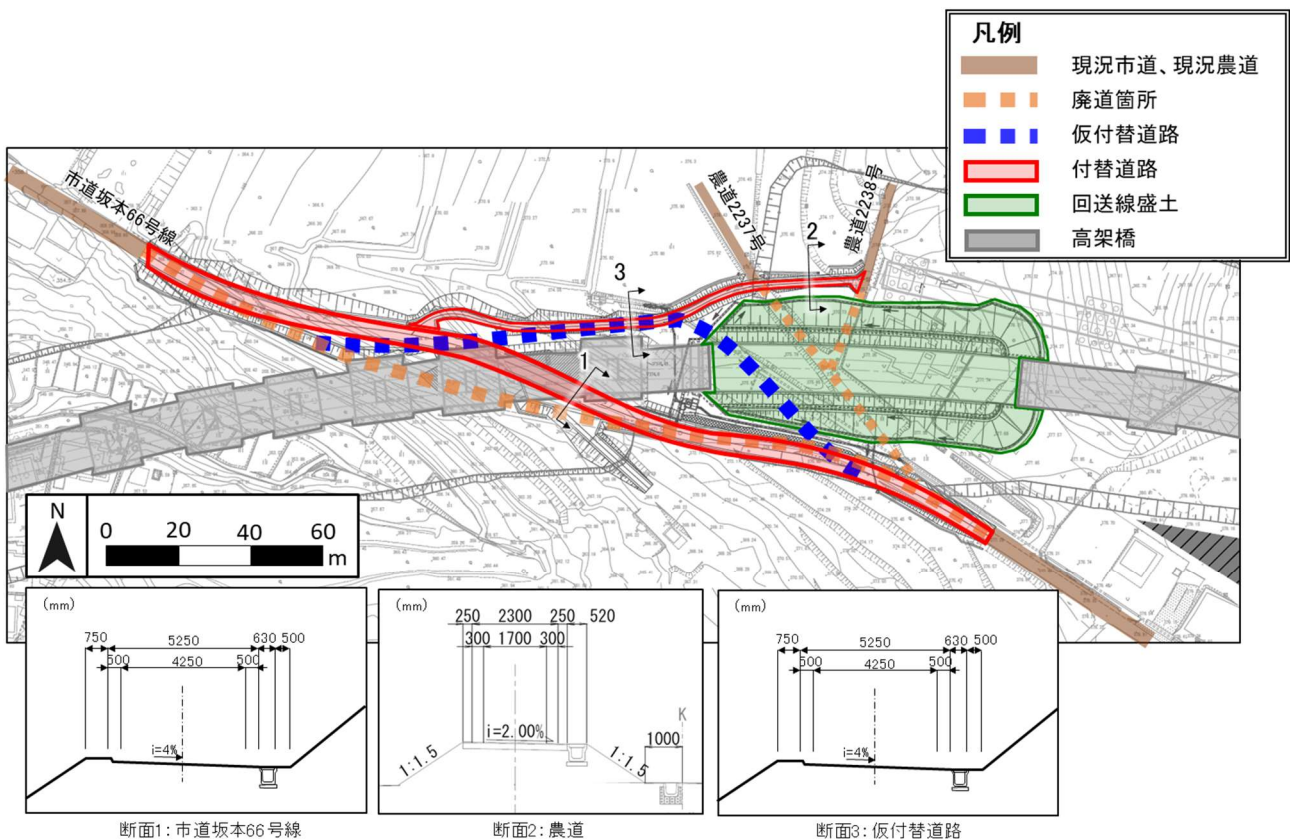 凡例
現況市道、現況農道
廃道箇所
仮付替道路
付替道路
回送線盛土
高架橋
市道坂本66号線
農道2237号
農道2238号
2
3
1
N
0 20 40 60
m
(mm)
750 5250 630 500
500 4250 500
i=4%
断面1:市道坂本66号線
(mm)
250 2300 250 520
300 1700 300
K
i=2.00%
1000
1:1.5
1:1.5
断面2:農道
(mm)
750 5250 630 500
500 4250 500
i=4%
断面3:仮付替道路